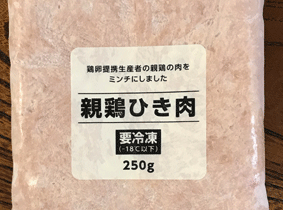 鶏卵提携生産者の親鶏の肉を
ミンチにしました
親鶏ひき肉
要冷凍
(-18℃以下)
250g